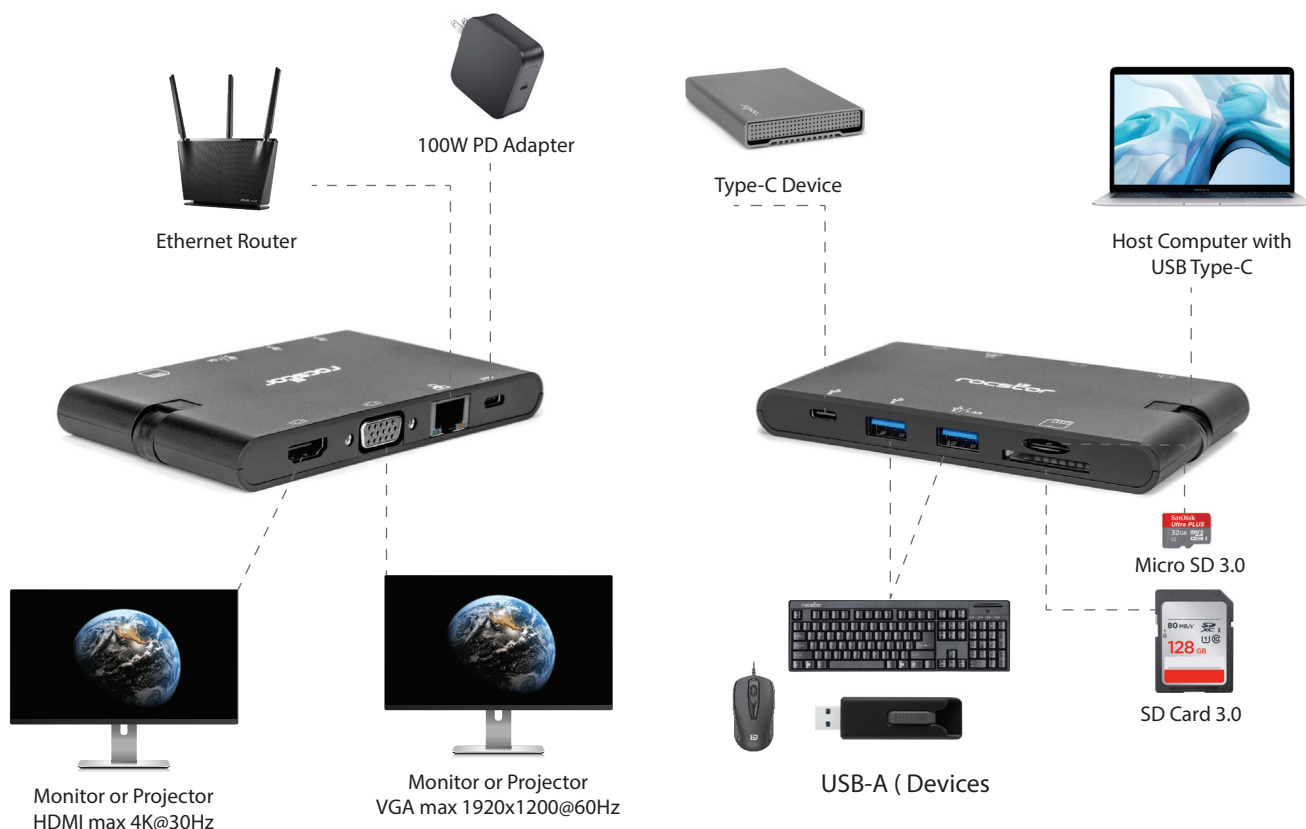 100W PD Adapter
Ethernet Router
Type-C Device
Host Computer with
USB Type-C
rocstor
rocstor
SanDisk
Ultra PLUS
32GB
Micro SD 3.0
rocstor
80 MB/s
128 GB
SD Card 3.0
USB-A ( Devices
Monitor or Projector
HDMI max 4K@30Hz
Monitor or Projector
VGA max 1920x1200@60Hz